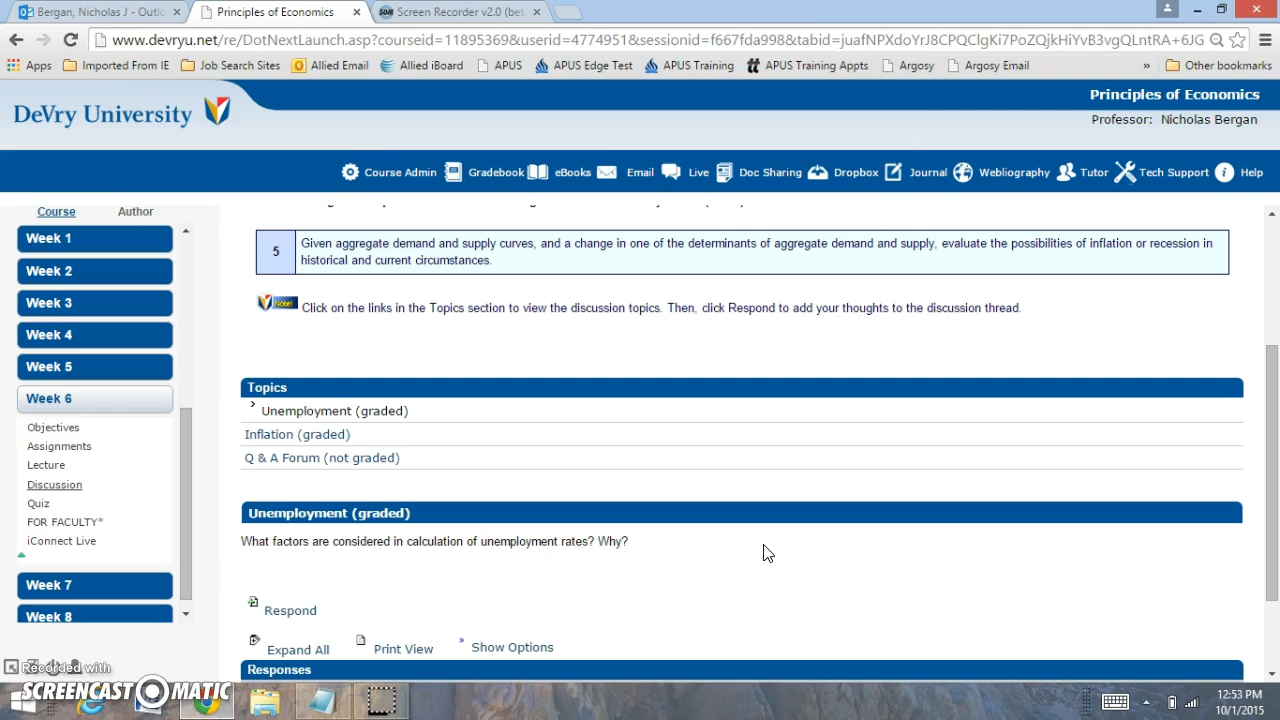 Bergan, Nicholas J - Outlo
Principles of Economics
Screen Recorder v2.0 (be
www.devryu.net/re/DotNextLaunch.asp?courseid=11895369&userid=4774951&sessionid=f667fda998&tabid=juafNPXdoYrJ8CPQClgKi7PoZQjkHiYvB3vgQLntRA+6JG
Apps Imported From IE Job Search Sites Allied Email Allied iBoard APUS APUS Edge Test APUS Training APUS Training Appts Argosy Argosy Email » Other bookmarks
DeVry University
Principles of Economics
Professor: Nicholas Bergan
Course Admin Gradebook eBooks Email Live Doc Sharing Dropbox Journal Webliography Tutor Tech Support Help
Course Author
Week 1
Week 2
Week 3
Week 4
Week 5
Week 6
Objectives
Assignments
Lecture
Discussion
Quiz
FOR FACULTY*
iConnect Live
Week 7
Week 8
5
Given aggregate demand and supply curves, and a change in one of the determinants of aggregate demand and supply, evaluate the possibilities of inflation or recession in
historical and current circumstances.
Note! Click on the links in the Topics section to view the discussion topics. Then, click Respond to add your thoughts to the discussion thread.
Topics
Unemployment (graded)
Inflation (graded)
Q & A Forum (not graded)
Unemployment (graded)
What factors are considered in calculation of unemployment rates? Why?
Respond
Expand All Print View Show Options
Responses
Recorded with
SCREENCAST MATIC
12:53 PM
10/1/2015